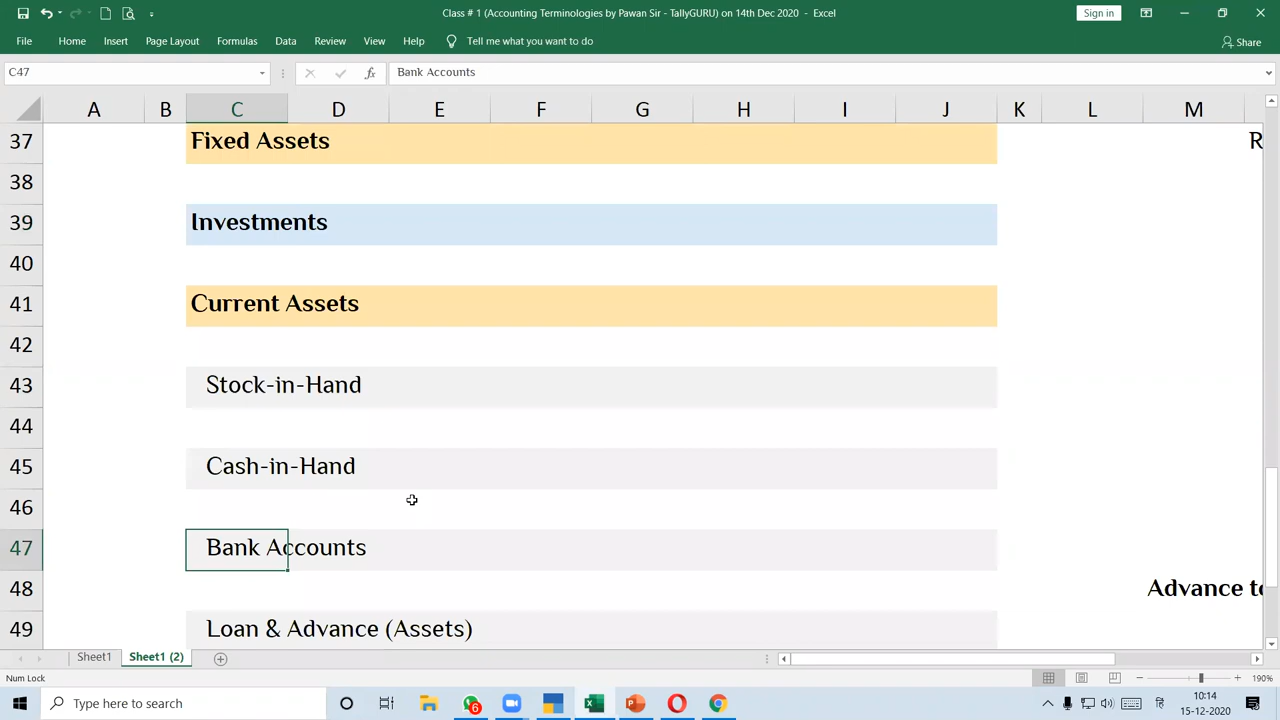 Class # 1 (Accounting Terminologies by Pawan Sir - TallyGURU) on 14th Dec 2020 - Excel
Sign in
File Home Insert Page Layout Formulas Data Review View Help Tell me what you want to do Share
C47 fx Bank Accounts
A B C D E F G H I J K L M
37 Fixed Assets R
38
39 Investments
40
41 Current Assets
42
43 Stock-in-Hand
44
45 Cash-in-Hand
46
47 Bank Accounts
48 Advance to
49 Loan & Advance (Assets)
Sheet1 Sheet1 (2)
Num Lock 190%
Type here to search
6
हि
10:14
15-12-2020